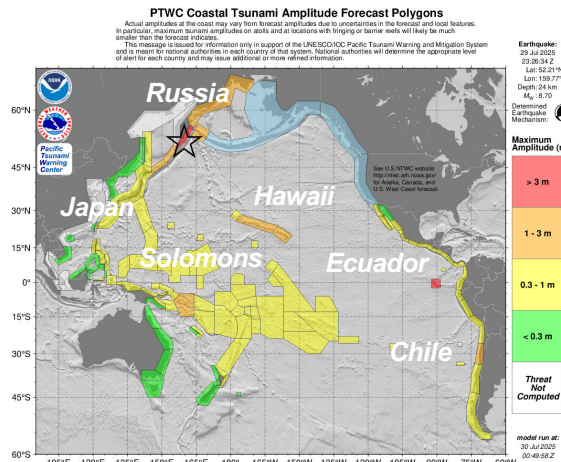 PTWC Coastal Tsunami Amplitude Forecast Polygons
Actual amplitudes at the coast may vary from forecast amplitudes due to uncertainties in the forecast and local features.
In particular, maximum tsunami amplitudes on atolls and at locations with fringing or barrier reefs will likely be much
smaller than the forecast indicates.
This message is issued for information only in support of the UNESCO/IOC Pacific Tsunami Warning and Mitigation System
and is meant for national authorities in each country of that system. National authorities will determine the appropriate level
of alert for each country and may issue additional or more refined information.
Earthquake:
29 Jul 2025
23:26:34 Z
Lat: 52.21°N
Lon: 159.77°
Depth: 24 km
Mw: 8.70
Determined
Earthquake
Mechanism:
Maximum
Amplitude (
> 3 m
1 - 3 m
0.3 - 1 m
< 0.3 m
Threat
Not
Computed
model run at:
30 Jul 2025
00:49:58 Z
NOAA
Pacific
Tsunami
Warning
Center
Russia
See U.S.NTWC website
http://ntwc.arh.noaa.gov/
for Alaska, Canada, and
U.S. West Coast forecast.
Japan
Hawaii
Solomons
Ecuador
Chile
60°N
45°N
30°N
15°N
0°
15°S
30°S
45°S
60°S